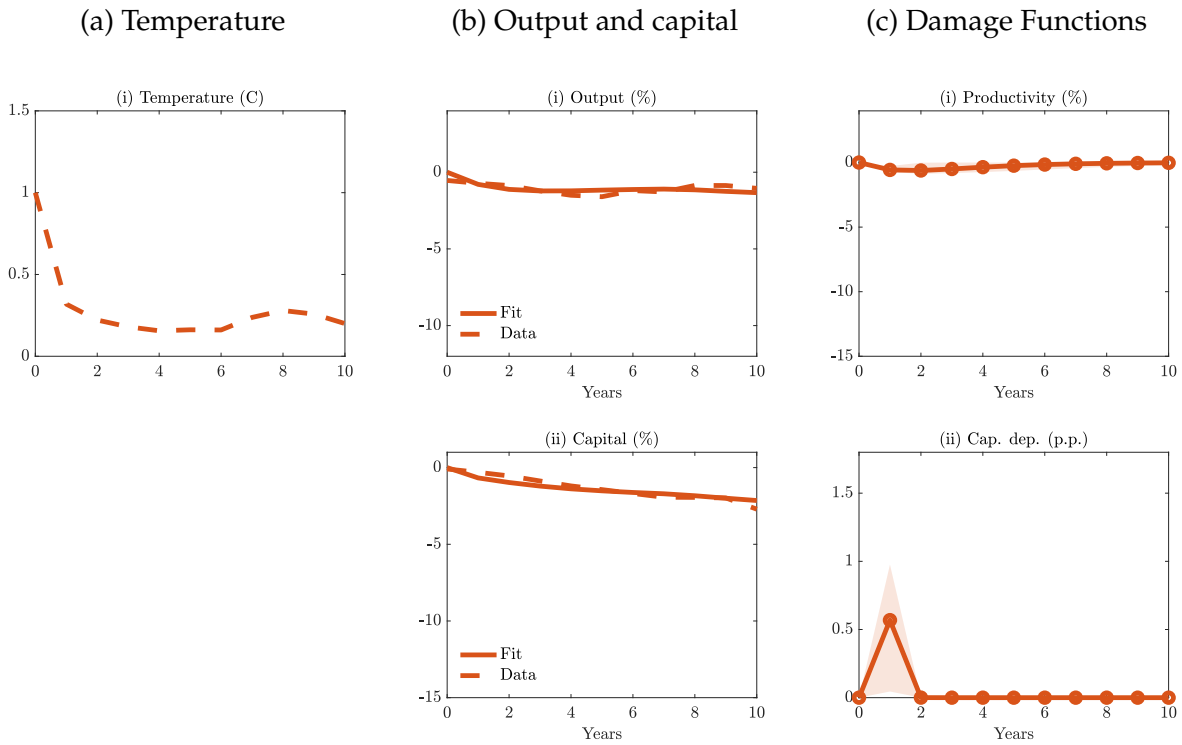 (a) Temperature
(b) Output and capital
(c) Damage Functions
(i) Temperature (C)
1.5
1
0.5
0
0 2 4 6 8 10
(i) Output (%)
0
-5
-10
Fit
Data
0 2 4 6 8 10
Years
(i) Productivity (%)
0
-5
-10
-15
0 2 4 6 8 10
Years
(ii) Capital (%)
0
-5
-10
-15
Fit
Data
0 2 4 6 8 10
Years
(ii) Cap. dep. (p.p.)
1.5
1
0.5
0
0 2 4 6 8 10
Years